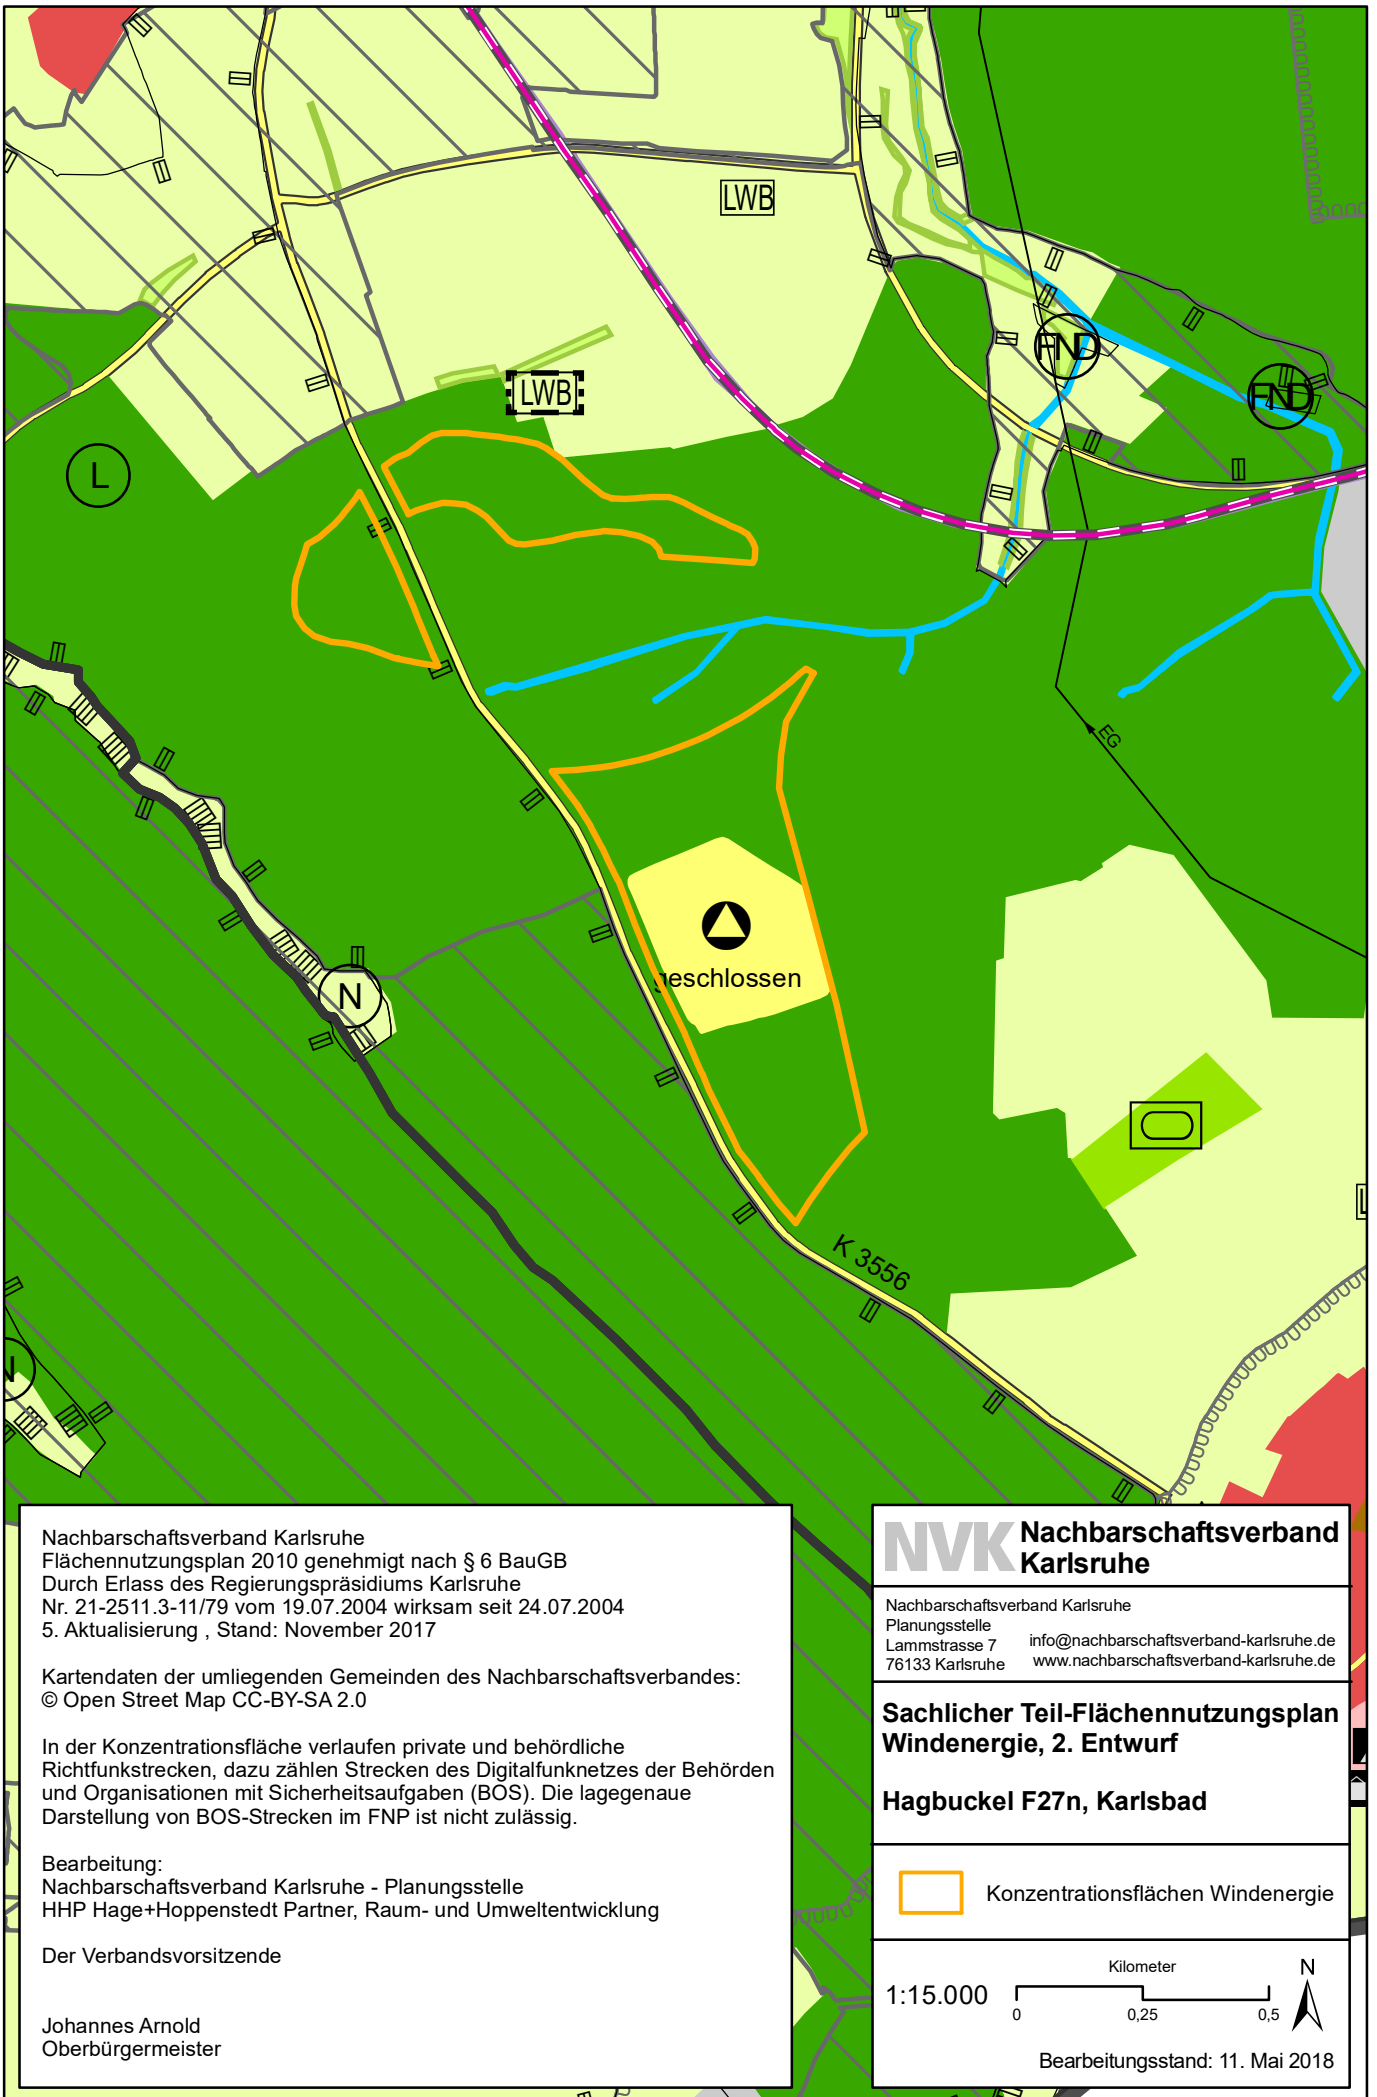 LWB
FND
FND
LWB
L
EG
geschlossen
N
K 3556
N
Nachbarschaftsverband Karlsruhe
Flächennutzungsplan 2010 genehmigt nach § 6 BauGB
Durch Erlass des Regierungspräsidiums Karlsruhe
Nr. 21-2511.3-11/79 vom 19.07.2004 wirksam seit 24.07.2004
5. Aktualisierung , Stand: November 2017
Kartendaten der umliegenden Gemeinden des Nachbarschaftsverbandes:
© Open Street Map CC-BY-SA 2.0
In der Konzentrationsfläche verlaufen private und behördliche
Richtfunkstrecken, dazu zählen Strecken des Digitalfunknetzes der Behörden
und Organisationen mit Sicherheitsaufgaben (BOS). Die lagegenaue
Darstellung von BOS-Strecken im FNP ist nicht zulässig.
Bearbeitung:
Nachbarschaftsverband Karlsruhe - Planungsstelle
HHP Hage+Hoppenstedt Partner, Raum- und Umweltentwicklung
Der Verbandsvorsitzende
Johannes Arnold
Oberbürgermeister
NVK Nachbarschaftsverband
Karlsruhe
Nachbarschaftsverband Karlsruhe
Planungsstelle
Lammstrasse 7 info@nachbarschaftsverband-karlsruhe.de
76133 Karlsruhe www.nachbarschaftsverband-karlsruhe.de
Sachlicher Teil-Flächennutzungsplan
Windenergie, 2. Entwurf
Hagbuckel F27n, Karlsbad
Konzentrationsflächen Windenergie
Kilometer
N
1:15.000
0 0,25 0,5
Bearbeitungsstand: 11. Mai 2018